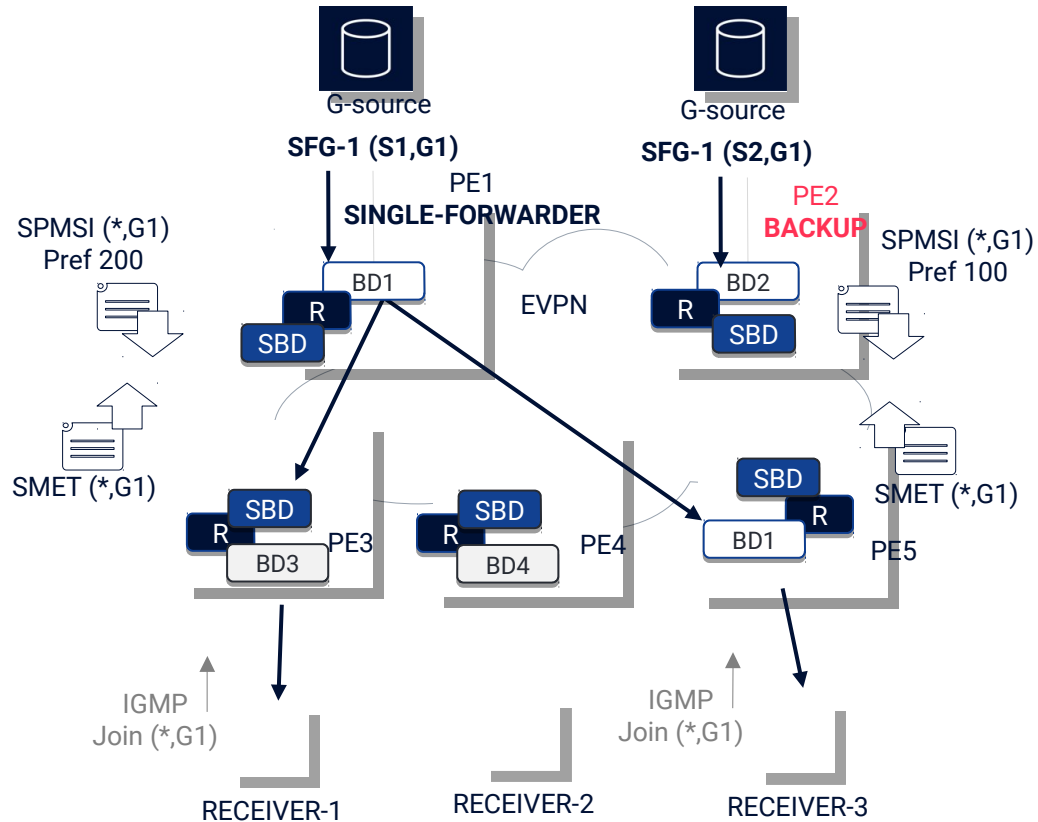 G-source
G-source
SFG-1 (S1,G1)
SFG-1 (S2,G1)
PE1
SINGLE-FORWARDER
PE2
BACKUP
SPMSI (*,G1)
Pref 200
SPMSI (*,G1)
Pref 100
BD1
R
SBD
EVPN
BD2
R
SBD
SMET (*,G1)
SMET (*,G1)
SBD
R
BD3
PE3
SBD
R
BD4
PE4
SBD
R
BD1
PE5
IGMP
Join (*,G1)
IGMP
Join (*,G1)
RECEIVER-1
RECEIVER-2
RECEIVER-3